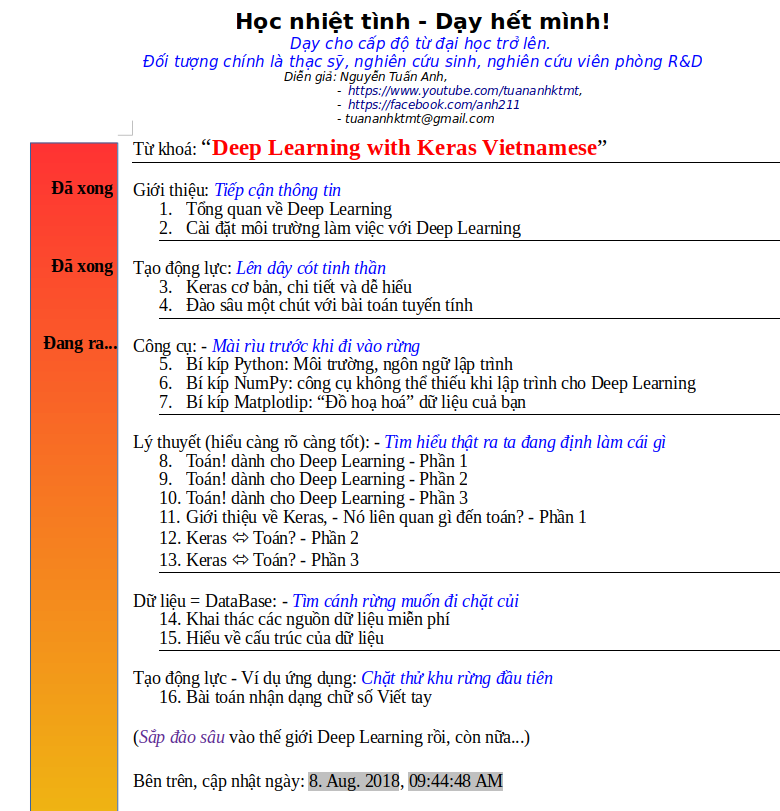 Học nhiệt tình - Dạy hết mình!
Dạy cho cấp độ từ đại học trở lên.
Đối tượng chính là thạc sỹ, nghiên cứu sinh, nghiên cứu viên phòng R&D
Diễn giả: Nguyễn Tuấn Anh,
- https://www.youtube.com/tuananhktmt,
- https://facebook.com/anh211
- tuananhktmt@gmail.com
Từ khoá: “Deep Learning with Keras Vietnamese”
Đã xong Giới thiệu: Tiếp cận thông tin
1. Tổng quan về Deep Learning
2. Cài đặt môi trường làm việc với Deep Learning
Đã xong Tạo động lực: Lên dây cót tinh thần
3. Keras cơ bản, chi tiết và dễ hiểu
4. Đào sâu một chút với bài toán tuyến tính
Đang ra... Công cụ: - Mài rìu trước khi đi vào rừng
5. Bí kíp Python: Môi trường, ngôn ngữ lập trình
6. Bí kíp NumPy: công cụ không thể thiếu khi lập trình cho Deep Learning
7. Bí kíp Matplotlip: “Đồ hoạ hoá” dữ liệu cuả bạn
Lý thuyết (hiểu càng rõ càng tốt): - Tìm hiểu thật ra ta đang định làm cái gì
8. Toán! dành cho Deep Learning - Phần 1
9. Toán! dành cho Deep Learning - Phần 2
10. Toán! dành cho Deep Learning - Phần 3
11. Giới thiệu về Keras, - Nó liên quan gì đến toán? - Phần 1
12. Keras ⬄ Toán? - Phần 2
13. Keras ⬄ Toán? - Phần 3
Dữ liệu = DataBase: - Tìm cánh rừng muốn đi chặt củi
14. Khai thác các nguồn dữ liệu miễn phí
15. Hiểu về cấu trúc của dữ liệu
Tạo động lực - Ví dụ ứng dụng: Chặt thử khu rừng đầu tiên
16. Bài toán nhận dạng chữ số Viết tay
(Sắp đào sâu vào thế giới Deep Learning rồi, còn nữa...)
Bên trên, cập nhật ngày: 8. Aug. 2018, 09:44:48 AM